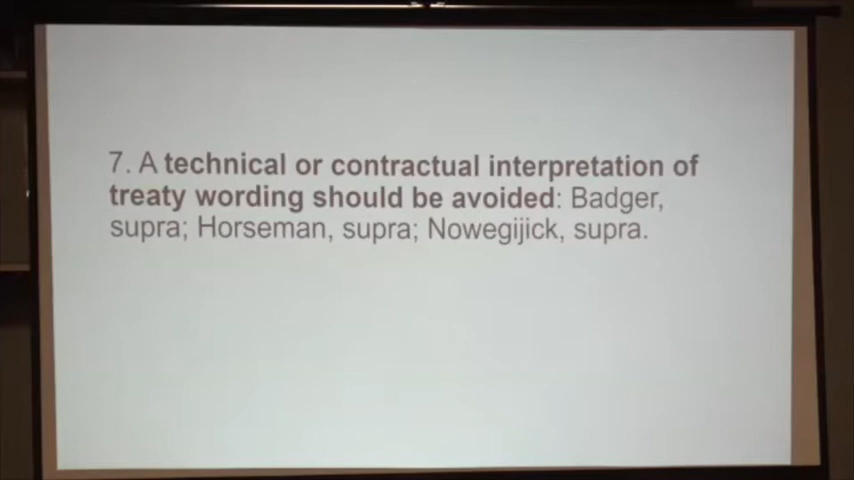 7. A technical or contractual interpretation of
treaty wording should be avoided: Badger,
supra; Horseman, supra; Nowegijick, supra.